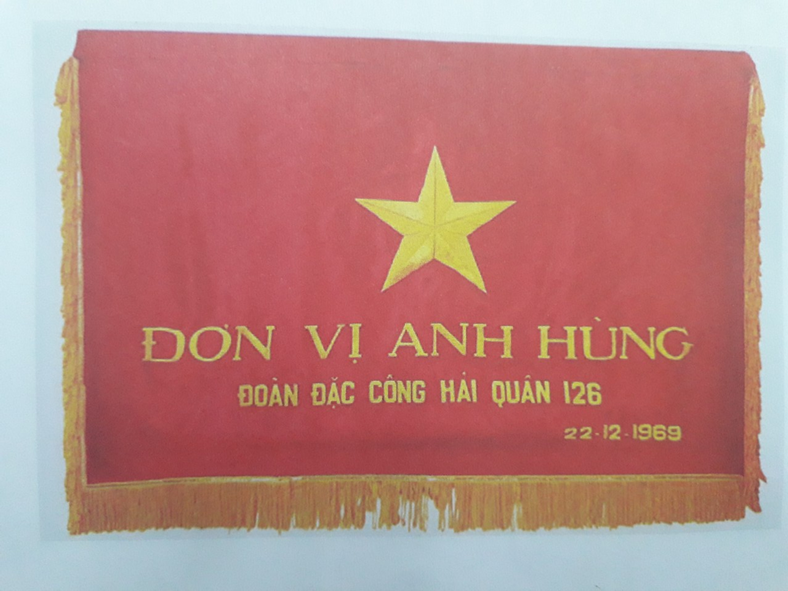 ĐƠN VỊ ANH HÙNG
ĐOÀN ĐẶC CÔNG HẢI QUÂN 126
22-12-1969